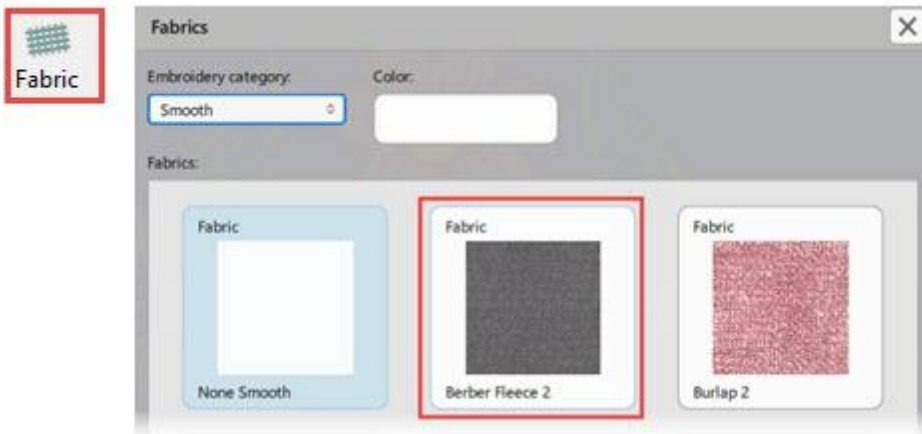 Fabric
Fabrics
Embroidery category:
Color:
Smooth
Fabrics:
Fabric
None Smooth
Fabric
Berber Fleece 2
Fabric
Burlap 2